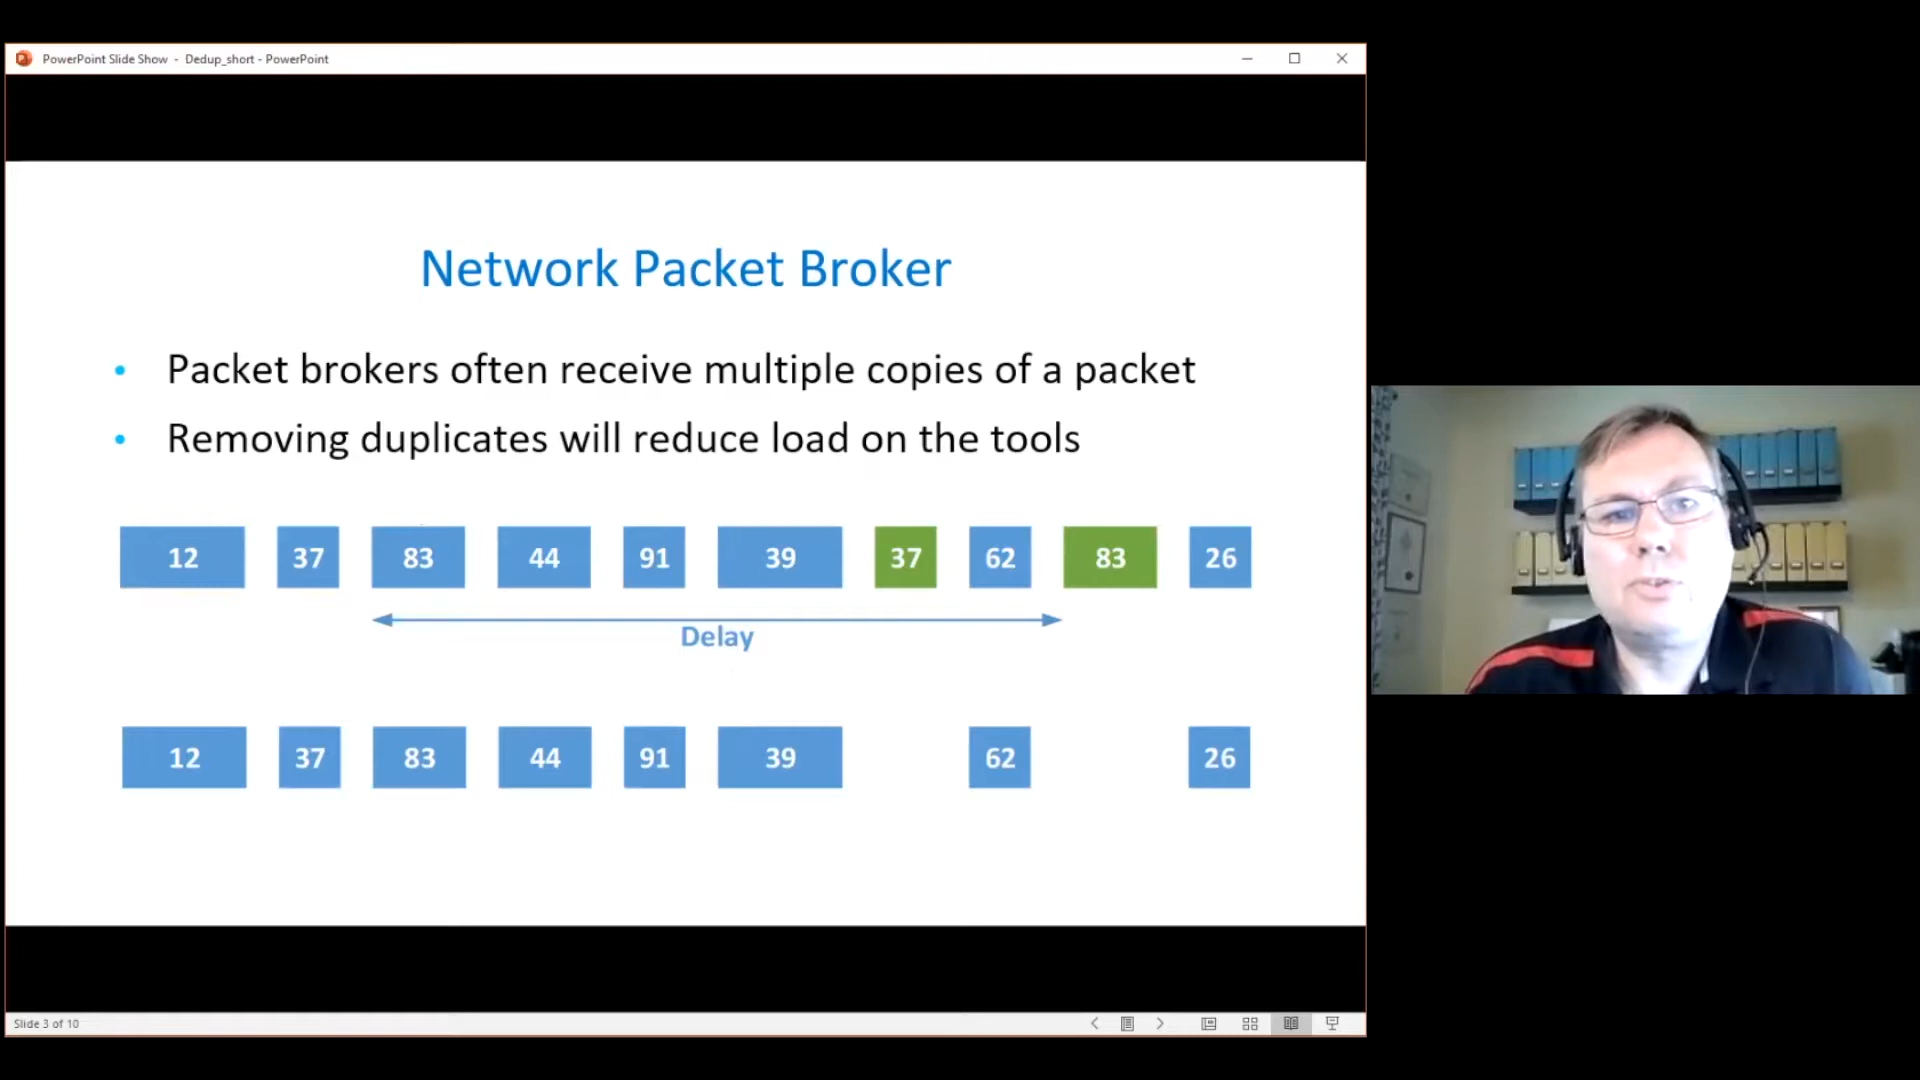 PowerPoint Slide Show - Dedup_short - PowerPoint
Network Packet Broker
• Packet brokers often receive multiple copies of a packet
• Removing duplicates will reduce load on the tools
12 37 83 44 91 39 37 62 83 26
Delay
12 37 83 44 91 39 62 26
Slide 3 of 10